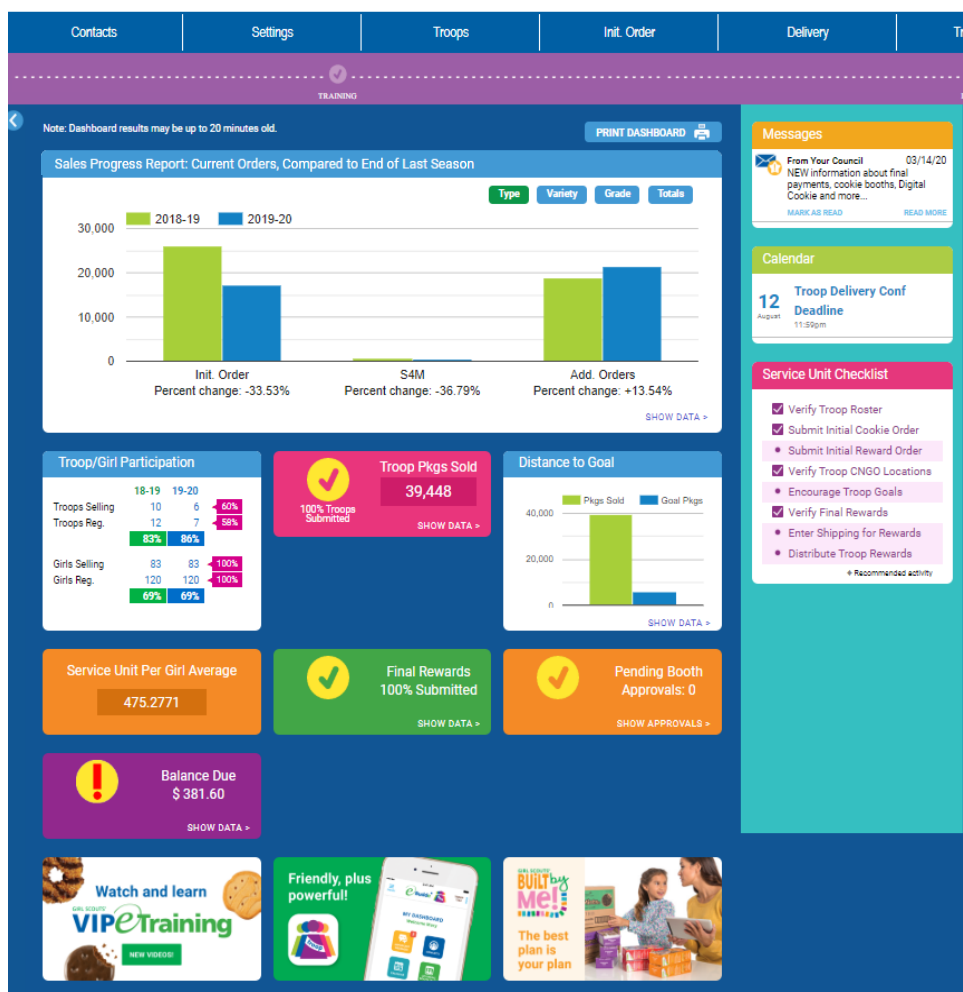 Contacts
Settings
Troops
Init. Order
Delivery
TRAINING
Note: Dashboard results may be up to 20 minutes old.
PRINT DASHBOARD
Sales Progress Report: Current Orders, Compared to End of Last Season
Type Variety Grade Totals
2018-19 2019-20
30,000
20,000
10,000
0
Init. Order S4M Add. Orders
Percent change: -33.53% Percent change: -36.79% Percent change: +13.54%
SHOW DATA >
Troop/Girl Participation
18-19 19-20
Troops Selling 10 6 60%
Troops Reg. 12 7 58%
83% 86%
Girls Selling 83 83 100%
Girls Reg. 120 120 100%
69% 69%
100% Troops
Submitted
Troop Pkgs Sold
39,448
SHOW DATA >
Distance to Goal
Pkgs Sold Goal Pkgs
40,000
20,000
0
SHOW DATA >
Service Unit Per Girl Average
475.2771
Final Rewards
100% Submitted
SHOW DATA >
Pending Booth
Approvals: 0
SHOW APPROVALS >
Balance Due
$ 381.60
SHOW DATA >
Watch and learn
GIRL SCOUTS'
VIP eTraining
NEW VIDEOS!
Friendly, plus
powerful!
MY DASHBOARD
GIRL SCOUTS'
BUILT by
Me!
The best
plan is
your plan
Messages
From Your Council 03/14/20
NEW information about final
payments, cookie booths, Digital
Cookie and more...
MARK AS READ READ MORE
Calendar
12
August
Troop Delivery Conf
Deadline
11:59pm
Service Unit Checklist
Verify Troop Roster
Submit Initial Cookie Order
Submit Initial Reward Order
Verify Troop CNGO Locations
Encourage Troop Goals
Verify Final Rewards
Enter Shipping for Rewards
Distribute Troop Rewards
+ Recommended activity